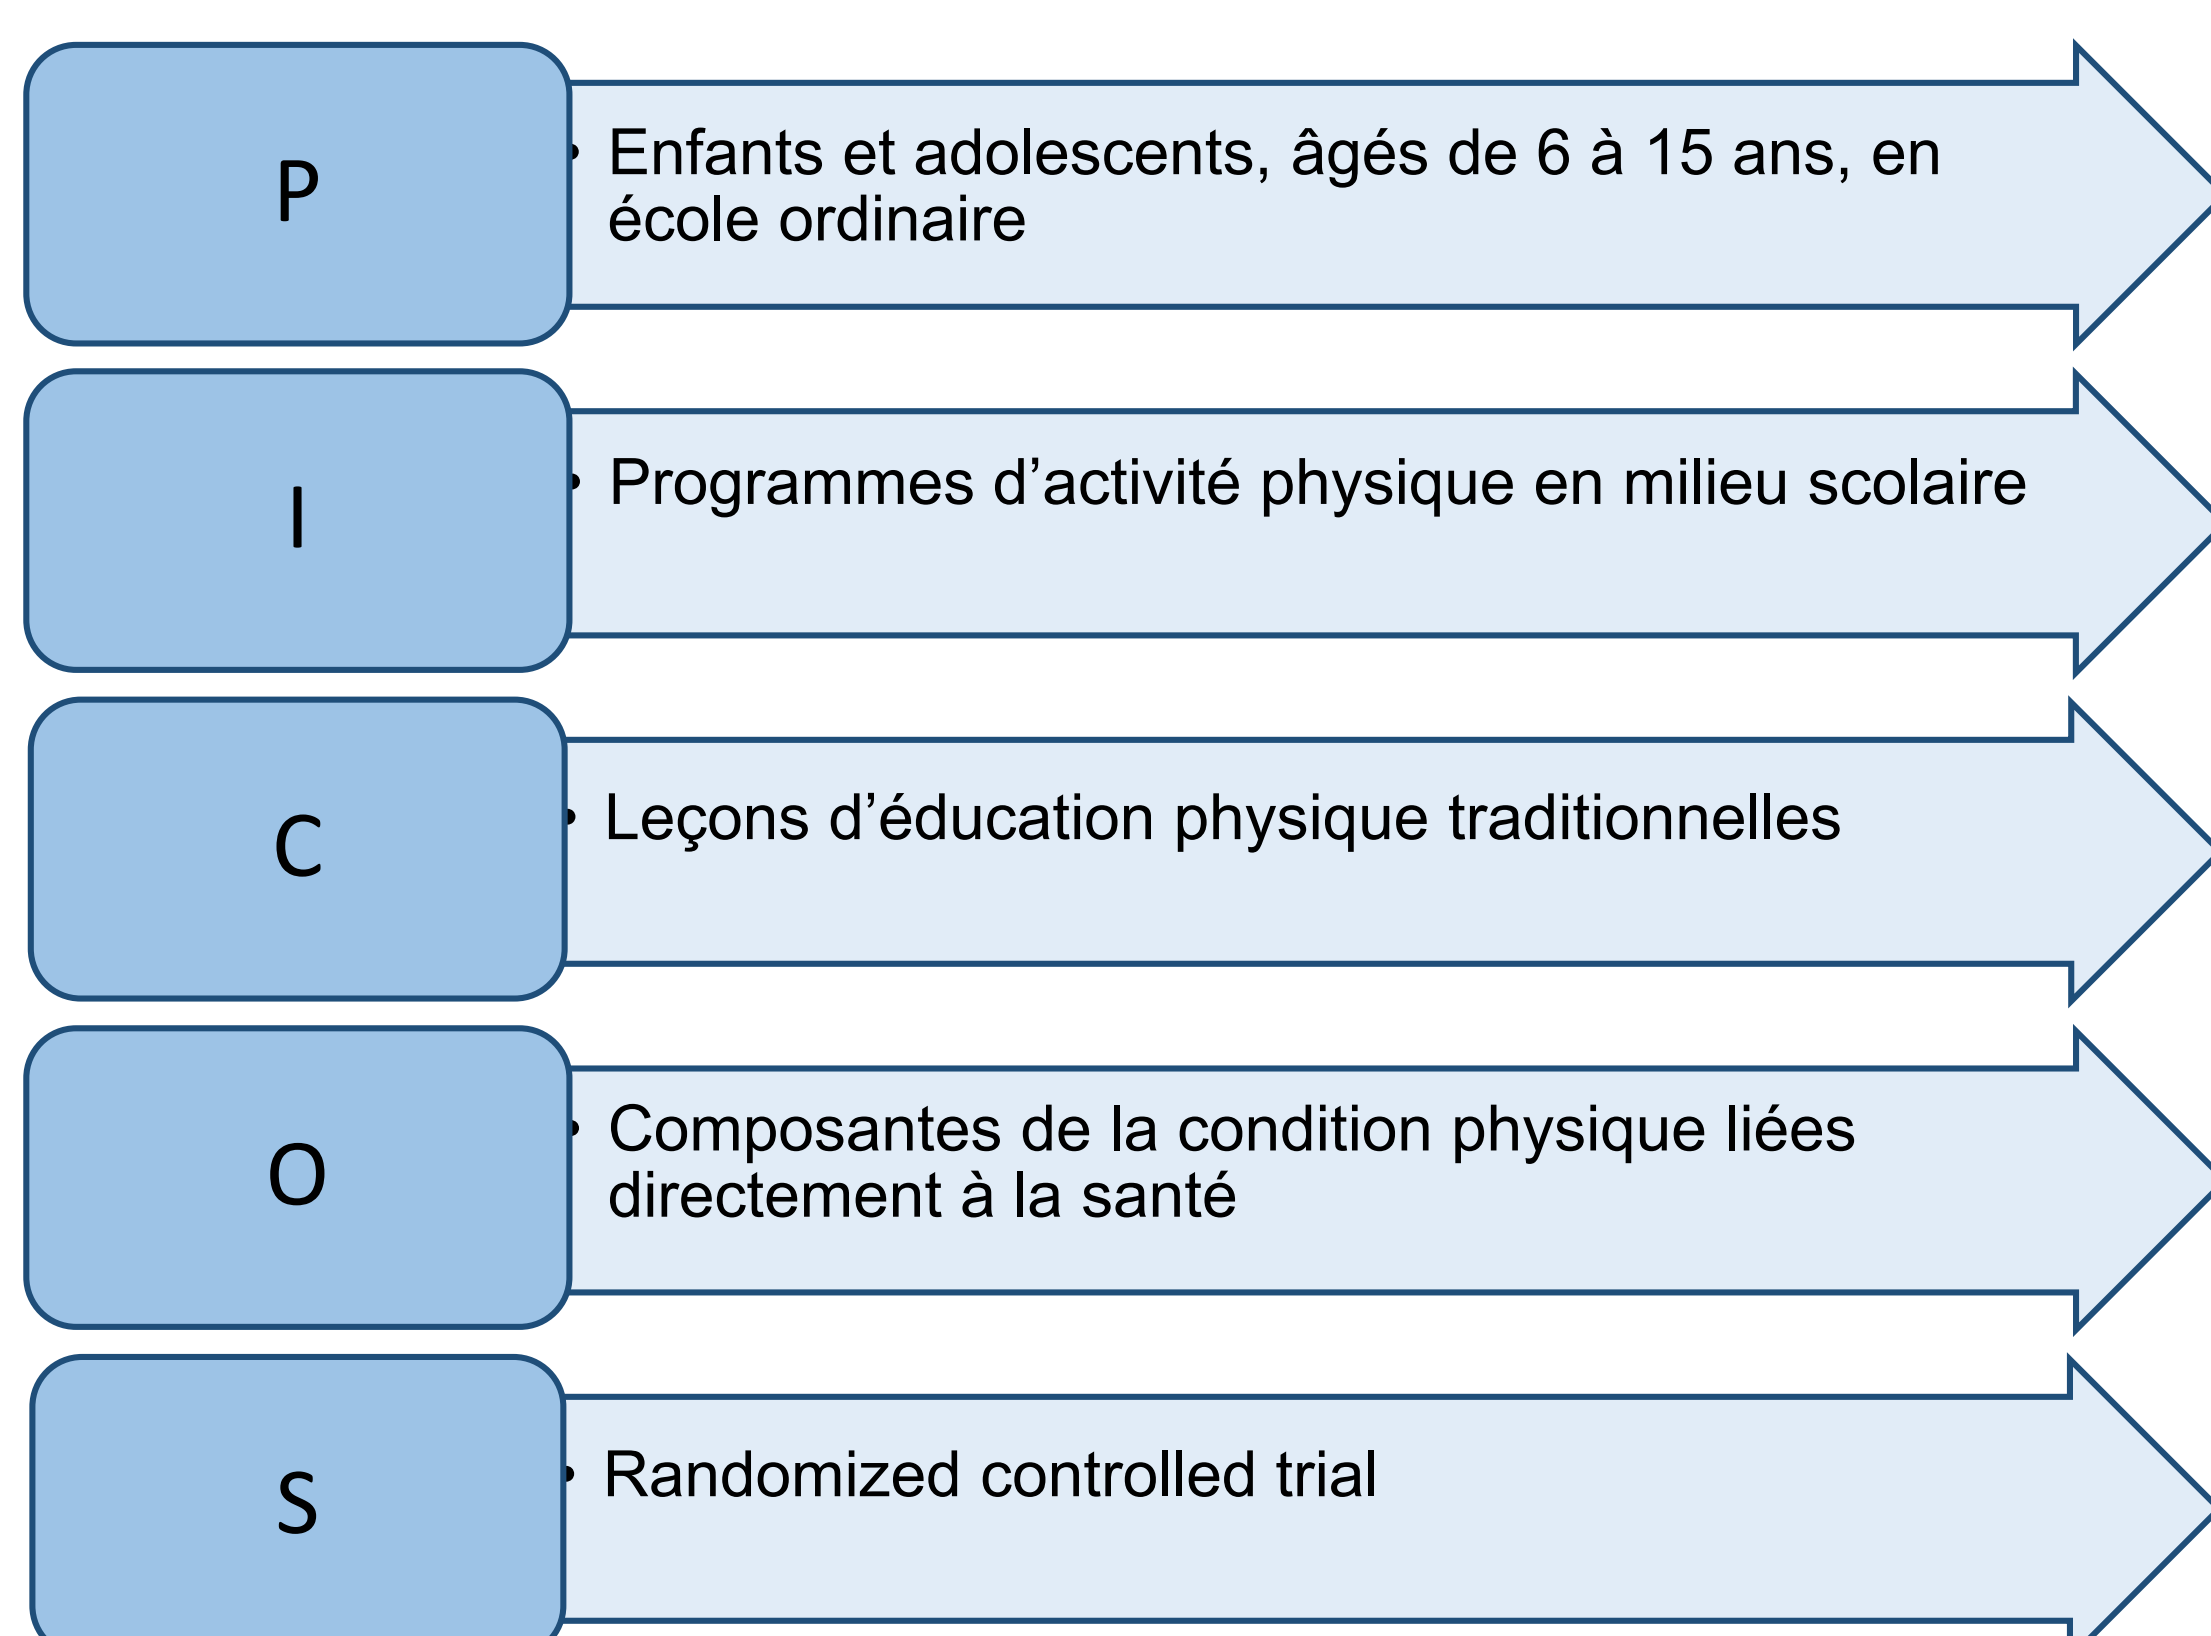 P
• Enfants et adolescents, âgés de 6 à 15 ans, en
école ordinaire
I
• Programmes d’activité physique en milieu scolaire
C
• Leçons d’éducation physique traditionnelles
O
• Composantes de la condition physique liées
directement à la santé
S
• Randomized controlled trial